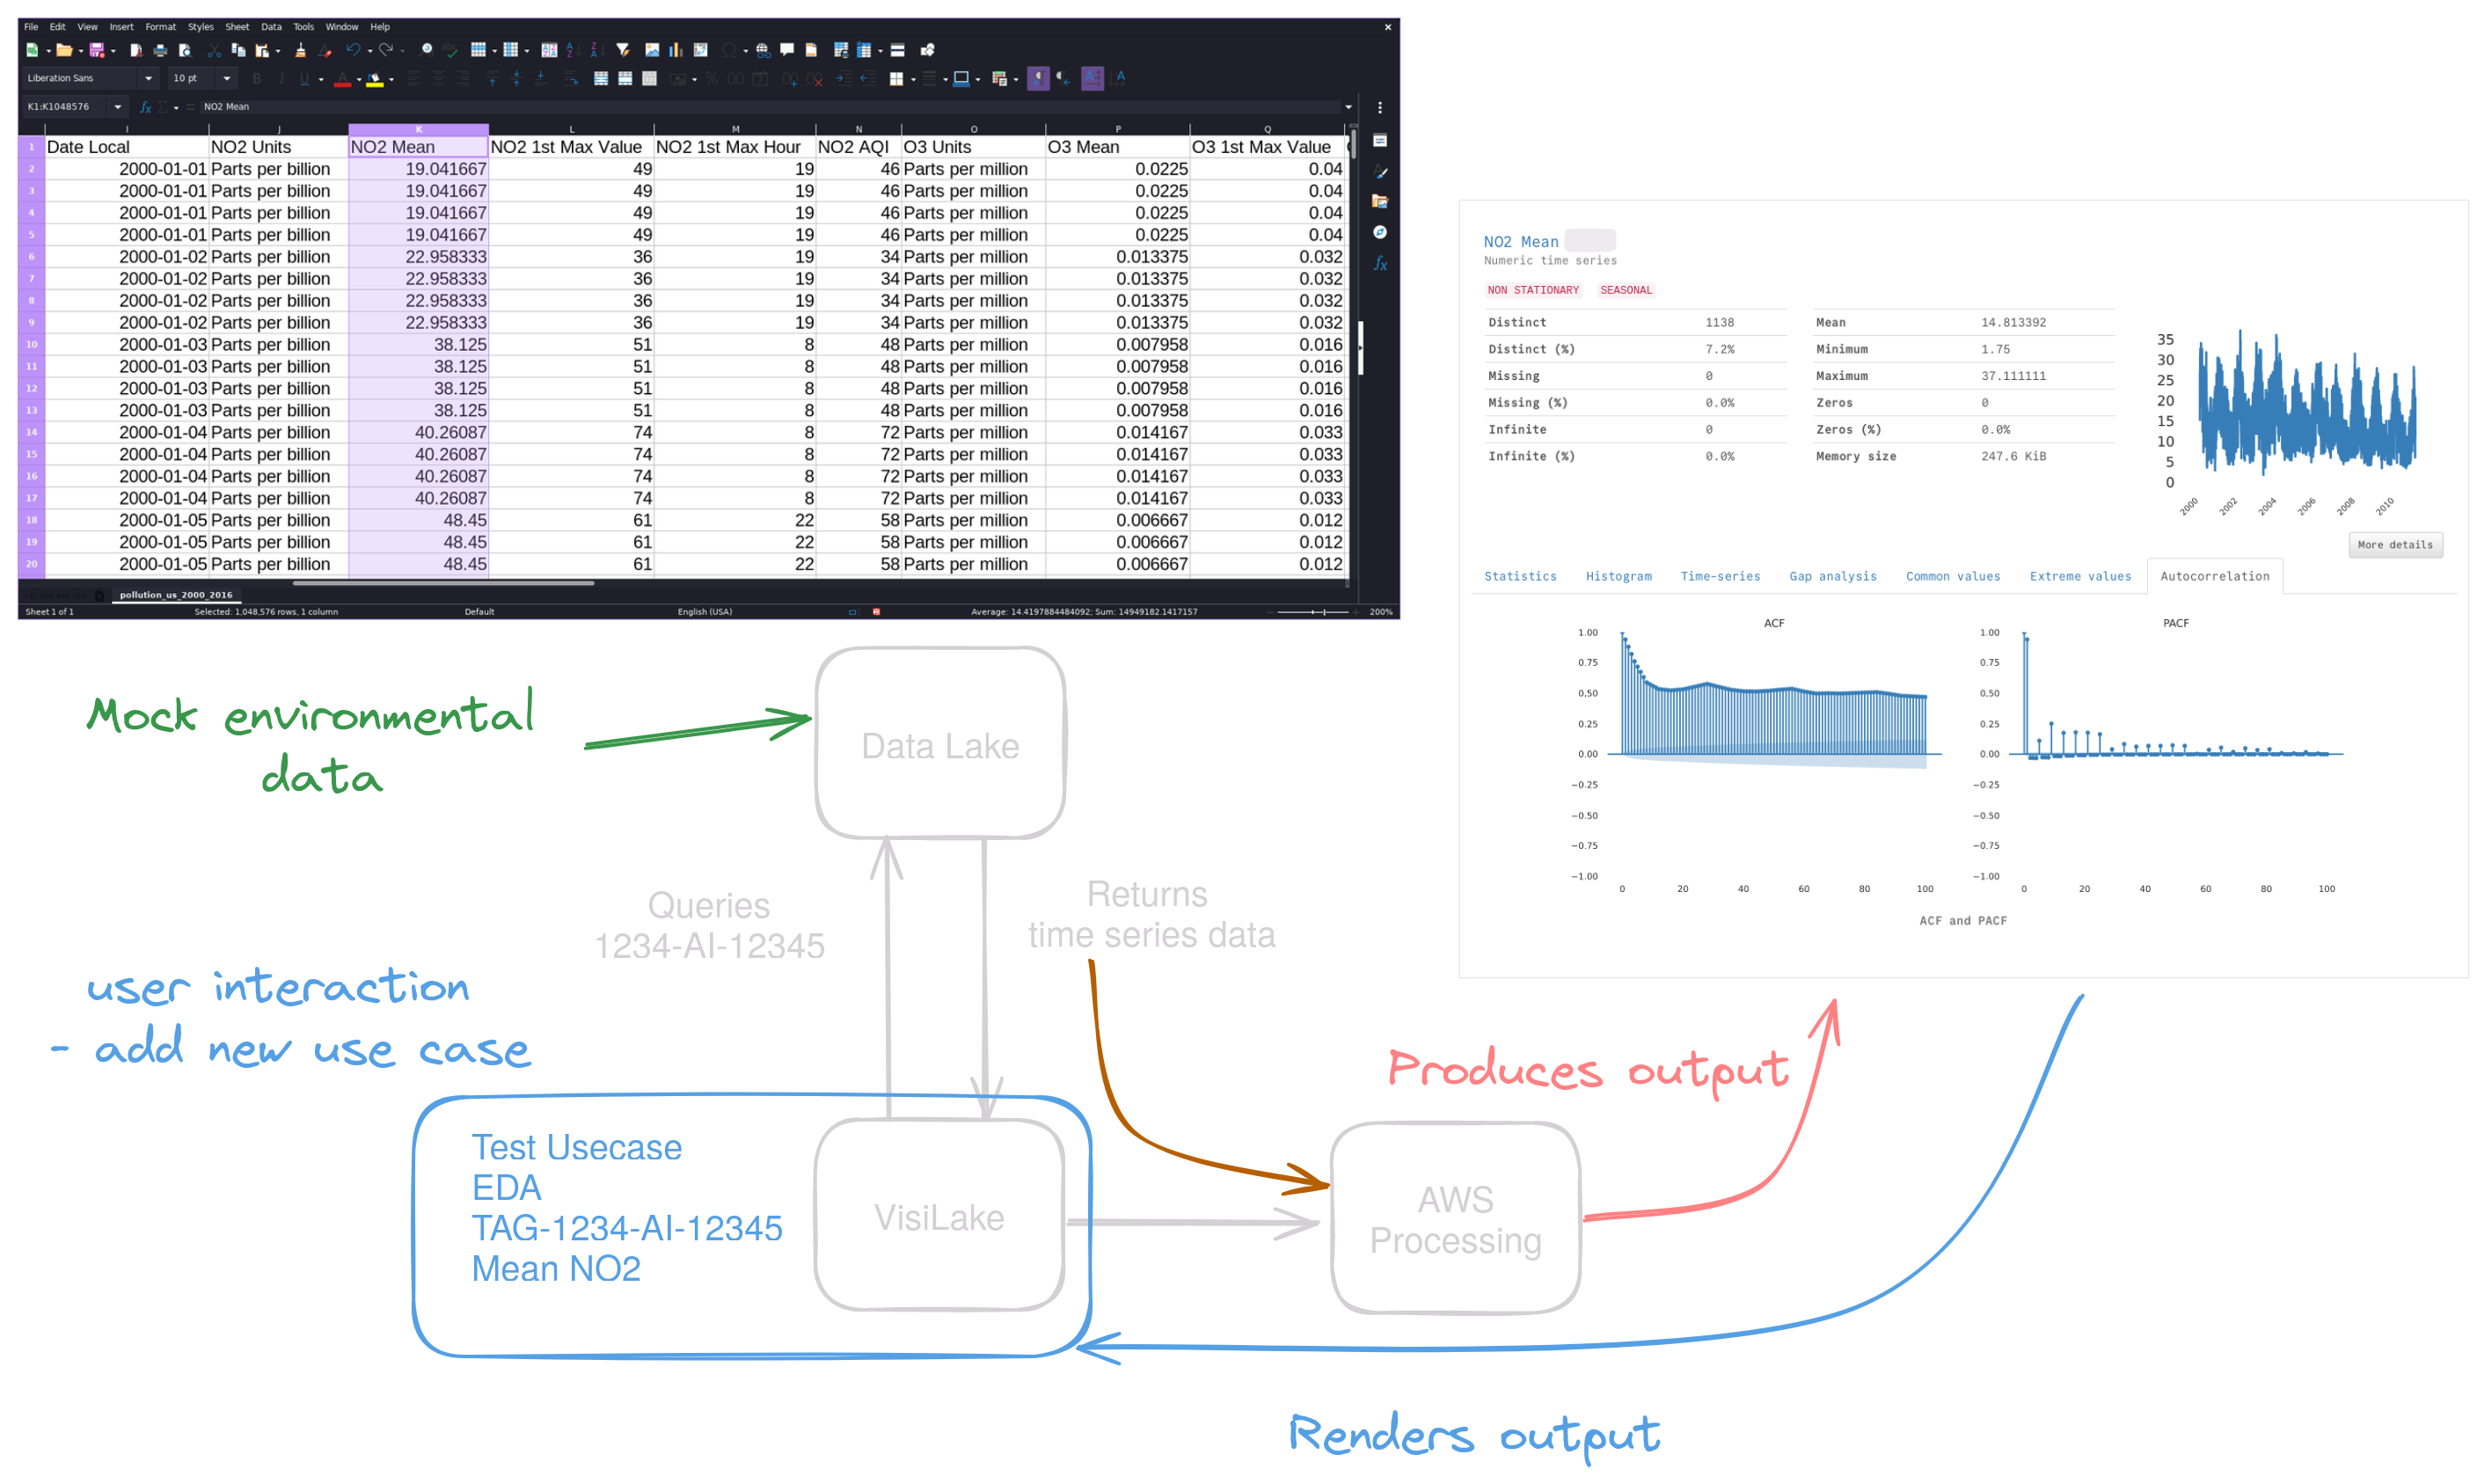 File Edit View Insert Format Styles Sheet Data Tools Window Help
Liberation Sans 10 pt
K1:K1048576 NO2 Mean
I J K L M N O P Q
1 Date Local NO2 Units NO2 Mean NO2 1st Max Value NO2 1st Max Hour NO2 AQI O3 Units O3 Mean O3 1st Max Value
2 2000-01-01 Parts per billion 19.041667 49 19 46 Parts per million 0.0225 0.04
3 2000-01-01 Parts per billion 19.041667 49 19 46 Parts per million 0.0225 0.04
4 2000-01-01 Parts per billion 19.041667 49 19 46 Parts per million 0.0225 0.04
5 2000-01-01 Parts per billion 19.041667 49 19 46 Parts per million 0.0225 0.04
6 2000-01-02 Parts per billion 22.958333 36 19 34 Parts per million 0.013375 0.032
7 2000-01-02 Parts per billion 22.958333 36 19 34 Parts per million 0.013375 0.032
8 2000-01-02 Parts per billion 22.958333 36 19 34 Parts per million 0.013375 0.032
9 2000-01-02 Parts per billion 22.958333 36 19 34 Parts per million 0.013375 0.032
10 2000-01-03 Parts per billion 38.125 51 8 48 Parts per million 0.007958 0.016
11 2000-01-03 Parts per billion 38.125 51 8 48 Parts per million 0.007958 0.016
12 2000-01-03 Parts per billion 38.125 51 8 48 Parts per million 0.007958 0.016
13 2000-01-03 Parts per billion 38.125 51 8 48 Parts per million 0.007958 0.016
14 2000-01-04 Parts per billion 40.26087 74 8 72 Parts per million 0.014167 0.033
15 2000-01-04 Parts per billion 40.26087 74 8 72 Parts per million 0.014167 0.033
16 2000-01-04 Parts per billion 40.26087 74 8 72 Parts per million 0.014167 0.033
17 2000-01-04 Parts per billion 40.26087 74 8 72 Parts per million 0.014167 0.033
18 2000-01-05 Parts per billion 48.45 61 22 58 Parts per million 0.006667 0.012
19 2000-01-05 Parts per billion 48.45 61 22 58 Parts per million 0.006667 0.012
20 2000-01-05 Parts per billion 48.45 61 22 58 Parts per million 0.006667 0.012
pollution_us_2000_2016
Sheet 1 of 1 Selected: 1,048,576 rows, 1 column Default English (USA) Average: 14.4197884484092; Sum: 14949182.1417157 200%
NO2 Mean
Numeric time series
NON STATIONARY SEASONAL
Distinct 1138 Mean 14.813392
Distinct (%) 7.2% Minimum 1.75
Missing 0 Maximum 37.111111
Missing (%) 0.0% Zeros 0
Infinite 0 Zeros (%) 0.0%
Infinite (%) 0.0% Memory size 247.6 KiB
35
30
25
20
15
10
5
0
2000 2002 2004 2006 2008 2010
More details
Statistics Histogram Time-series Gap analysis Common values Extreme values Autocorrelation
ACF PACF
1.00 1.00
0.75 0.75
0.50 0.50
0.25 0.25
0.00 0.00
−0.25 −0.25
−0.50 −0.50
−0.75 −0.75
−1.00 −1.00
0 20 40 60 80 100 0 20 40 60 80 100
ACF and PACF
Mock environmental
data
Data Lake
Queries
1234-AI-12345
Returns
time series data
user interaction
- add new use case
Produces output
Test Usecase
EDA
TAG-1234-AI-12345
Mean NO2
VisiLake
AWS
Processing
Renders output